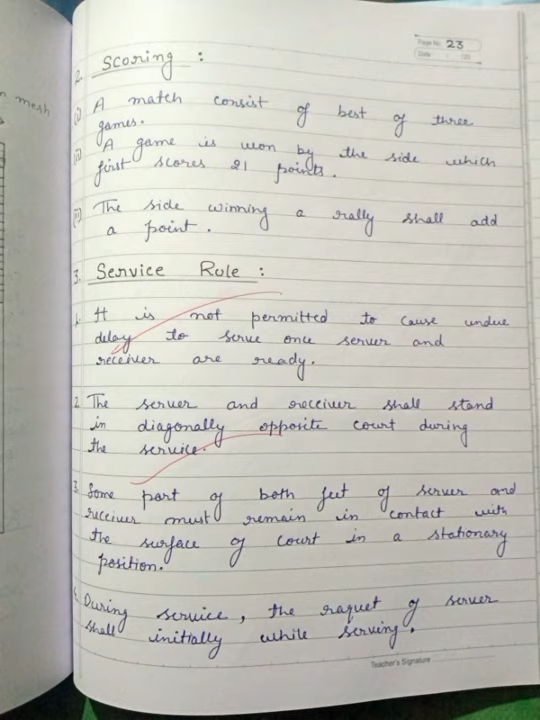 n mesh
Page No. 23
Date
2. Scoring :
(i) A match consist of best of three
games.
(ii) A game is won by the side which
first scores 21 points.
(iii) The side winning a rally shall add
a point.
3. Service Rule :
1. It is not permitted to cause undue
delay to serve once server and
receiver are ready.
2. The server and receiver shall stand
in diagonally opposite court during
the service.
3. Some part of both feet of server and
receiver must remain in contact with
the surface of court in a stationary
position.
4. During service, the raquet of server
shall initially while serving.
Teacher's Signature